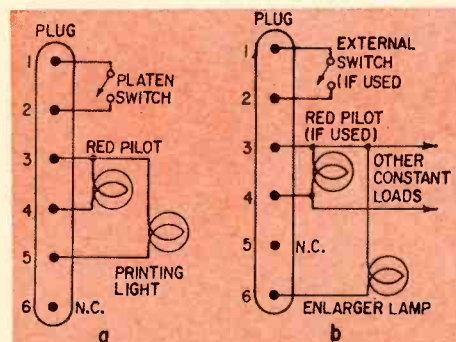 PLUG
1
2
3
4
5
6
PLATEN
SWITCH
RED PILOT
PRINTING
LIGHT
N.C.
a
PLUG
1
2
3
4
5
6
EXTERNAL
SWITCH
(IF USED
RED PILOT
(IF USED)
OTHER
CONSTANT
LOADS
N.C.
ENLARGER LAMP
b